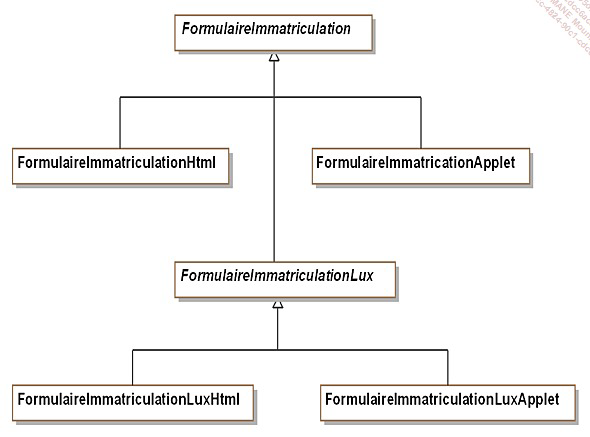 FormulaireImmatriculation
FormulaireImmatriculationHtml
FormulaireImmatricationApplet
FormulaireImmatriculationLux
FormulaireImmatriculationLuxHtml
FormulaireImmatriculationLuxApplet